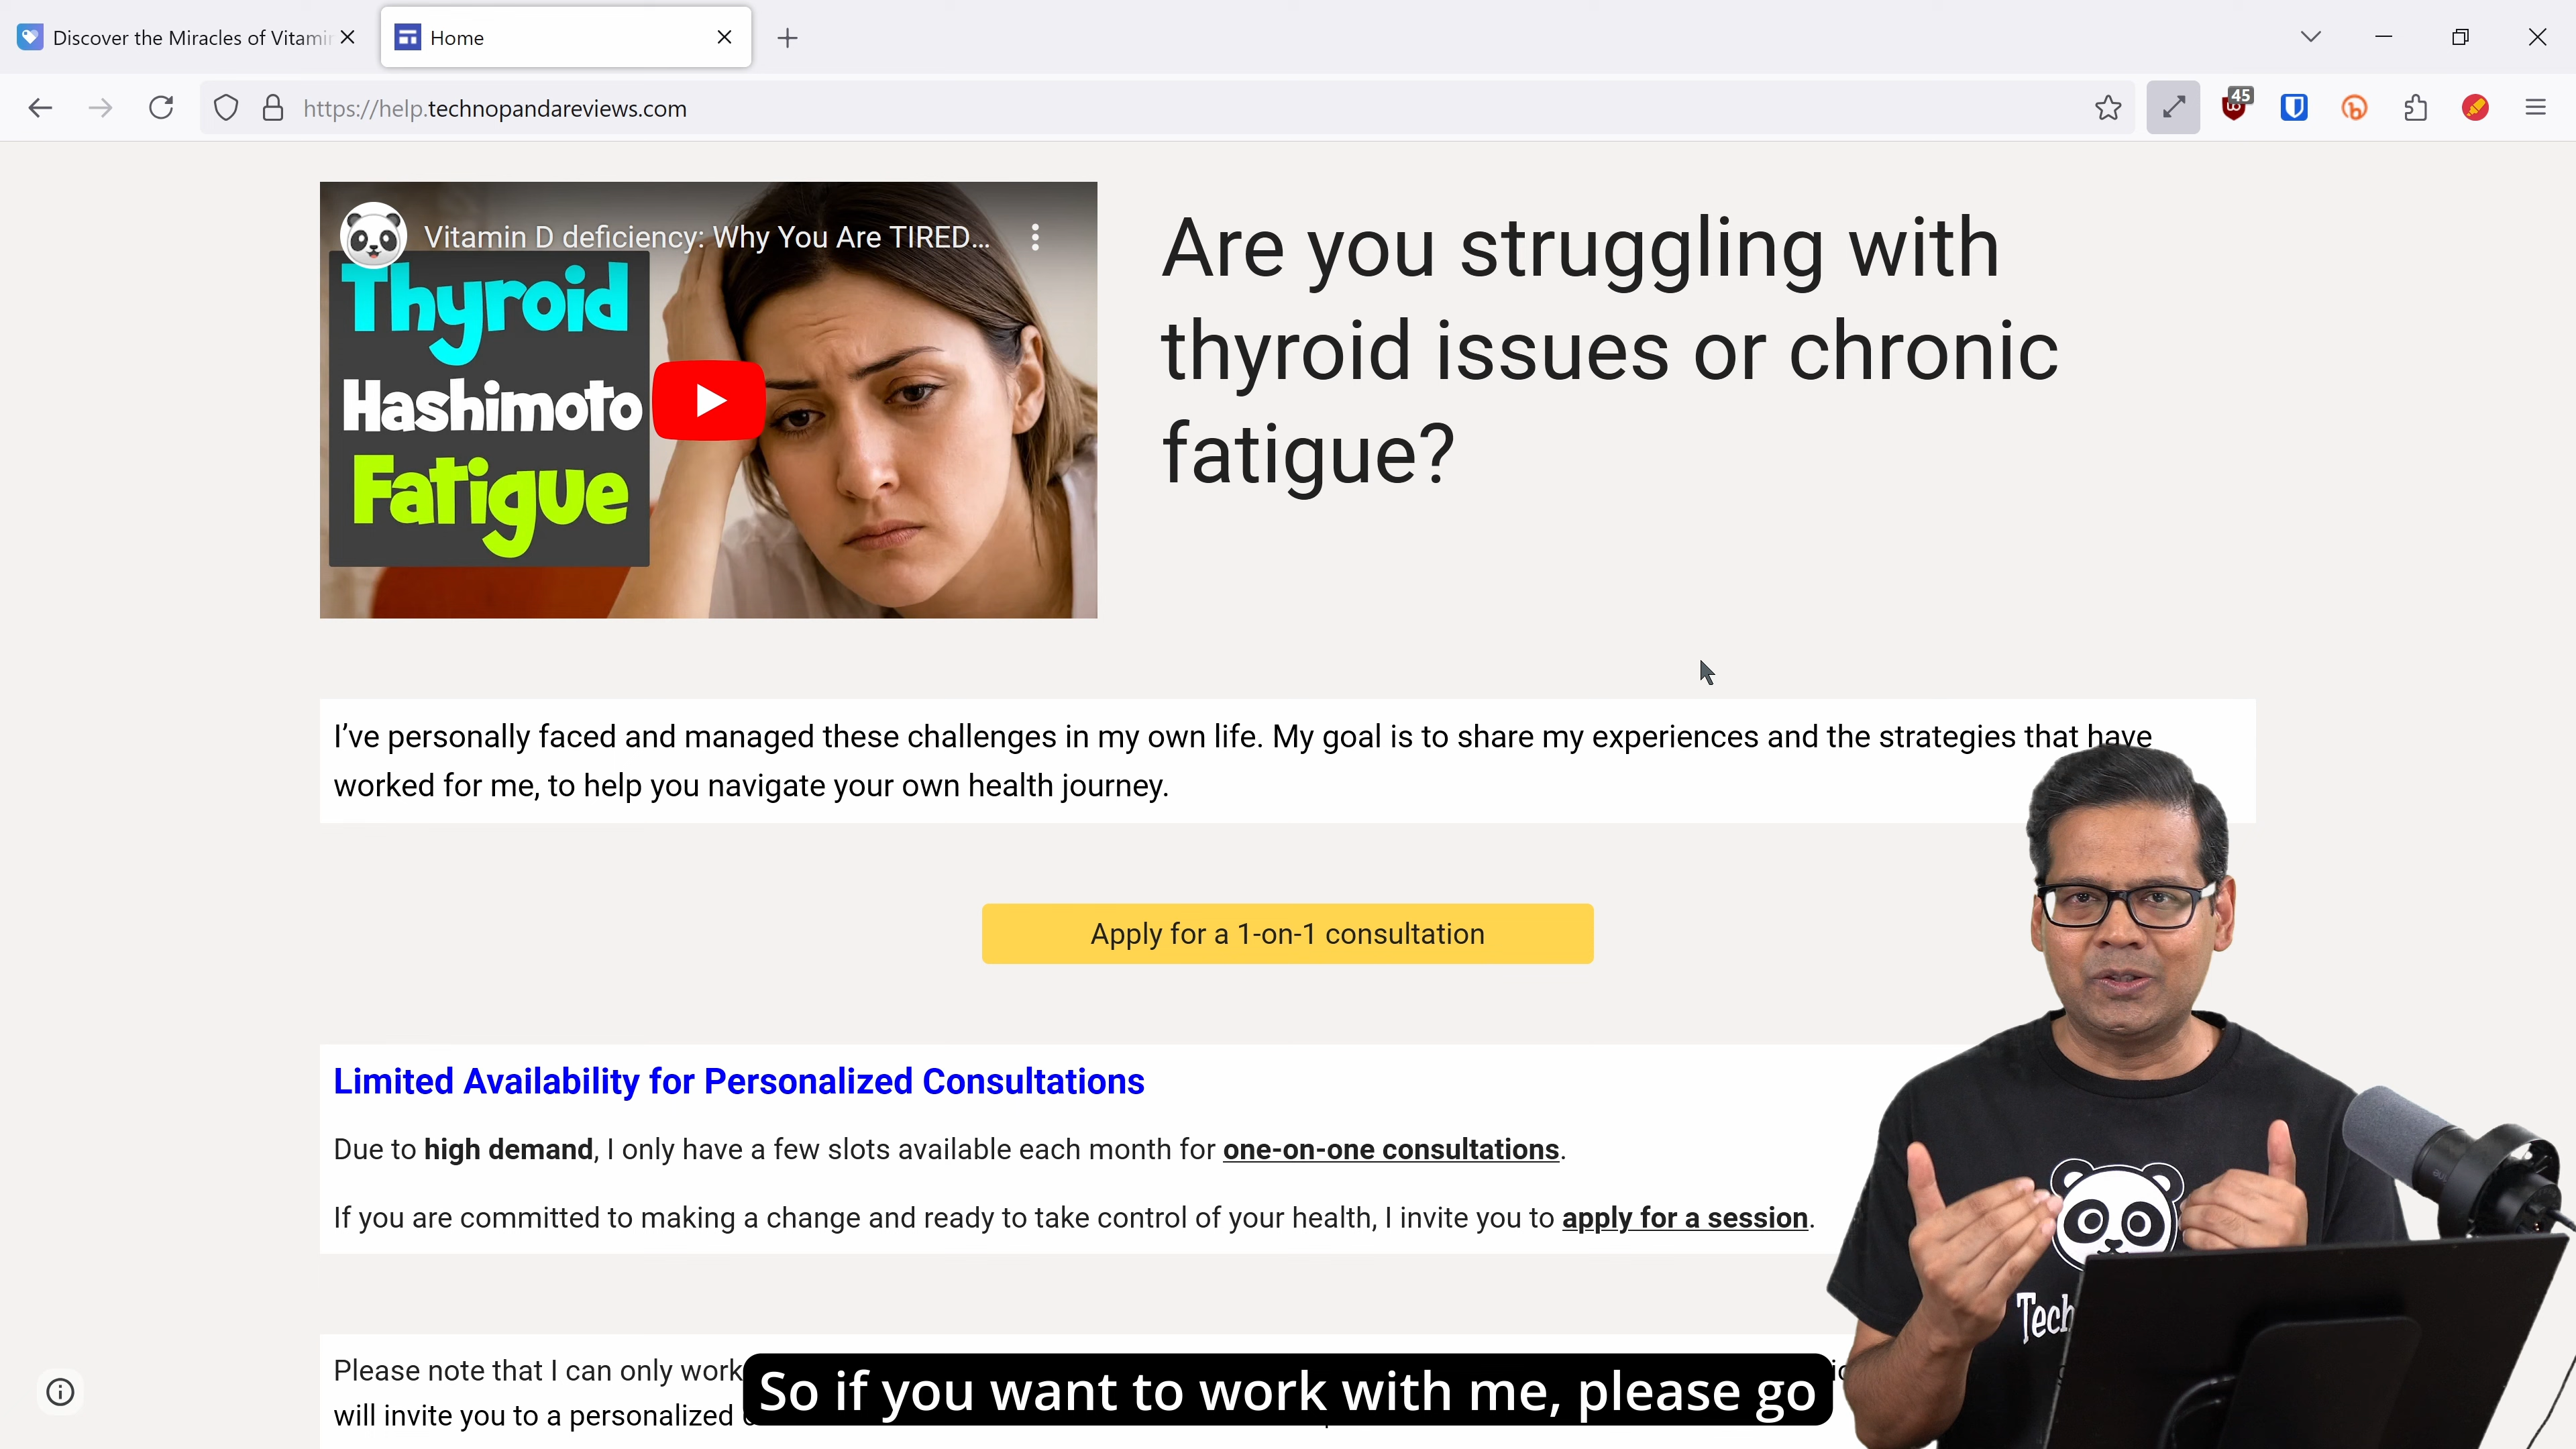 Discover the Miracles of Vitamin
Home
https://help.technopandareviews.com
45
Vitamin D deficiency: Why You Are TIRED...
Thyroid
Hashimoto
Fatigue
Are you struggling with
thyroid issues or chronic
fatigue?
I've personally faced and managed these challenges in my own life. My goal is to share my experiences and the strategies that have
worked for me, to help you navigate your own health journey.
Apply for a 1-on-1 consultation
Limited Availability for Personalized Consultations
Due to high demand, I only have a few slots available each month for one-on-one consultations.
If you are committed to making a change and ready to take control of your health, I invite you to apply for a session.
Tech
Please note that I can only work
will invite you to a personalized
So if you want to work with me, please go